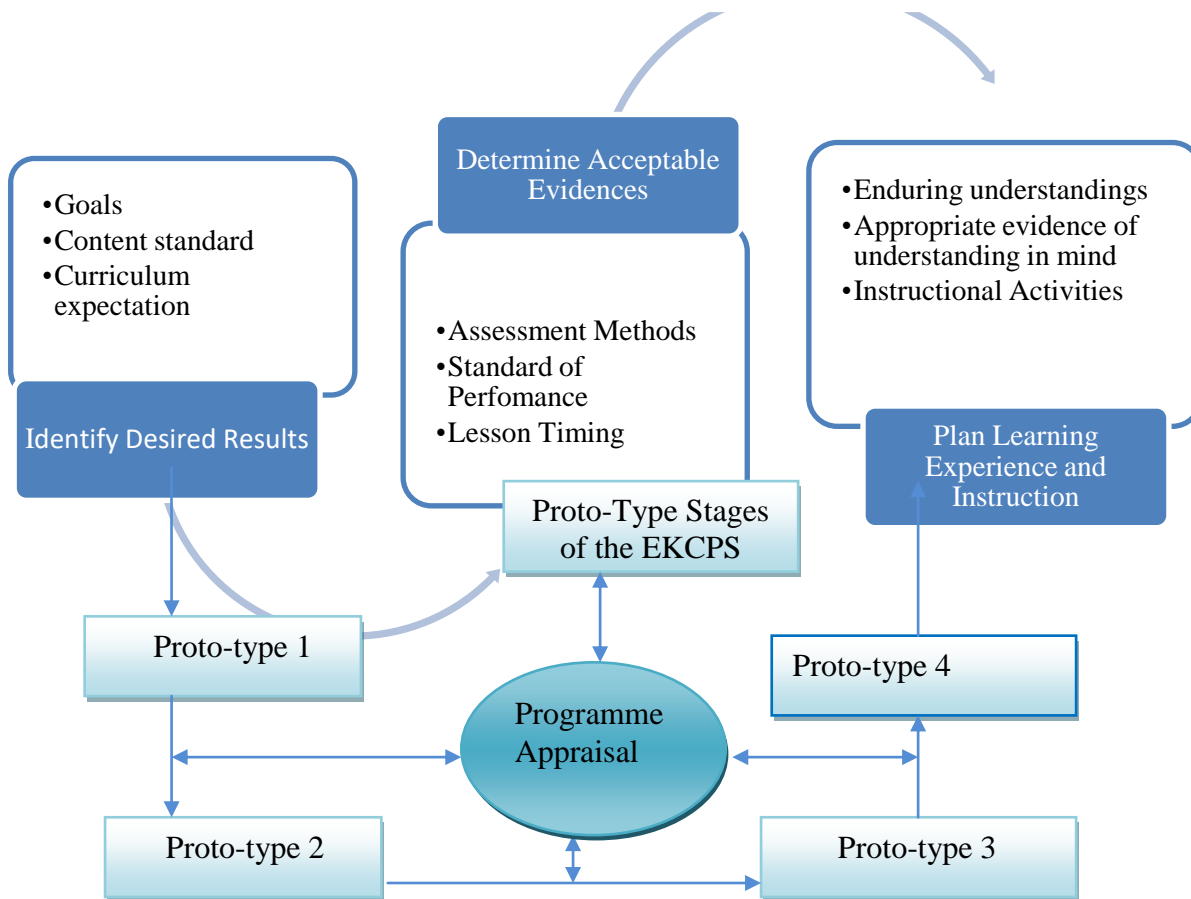 •Goals
•Content standard
•Curriculum
expectation
Identify Desired Results
Determine Acceptable
Evidences
•Assessment Methods
•Standard of
Perfomance
•Lesson Timing
•Enduring understandings
•Appropriate evidence of
understanding in mind
•Instructional Activities
Plan Learning
Experience and
Instruction
Proto-Type Stages
of the EKCPS
Proto-type 1
Programme
Appraisal
Proto-type 4
Proto-type 2
Proto-type 3